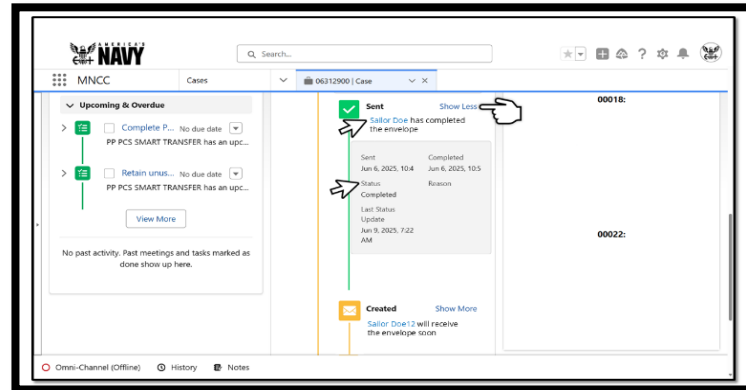 AMERICA'S
NAVY
Search...
MNCC
Cases
06312900 | Case
Upcoming & Overdue
Complete P... No due date
PP PCS SMART TRANSFER has an upc...
Retain unus... No due date
PP PCS SMART TRANSFER has an upc...
View More
No past activity. Past meetings and tasks marked as
done show up here.
Sent Show Less
Sailor Doe has completed
the envelope
Sent Completed
Jun 6, 2025, 10:4 Jun 6, 2025, 10:5
Status Reason
Completed
Last Status
Update
Jun 9, 2025, 7:22
AM
Created Show More
Sailor Doe12 will receive
the envelope soon
00018:
00022:
Omni-Channel (Offline) History Notes